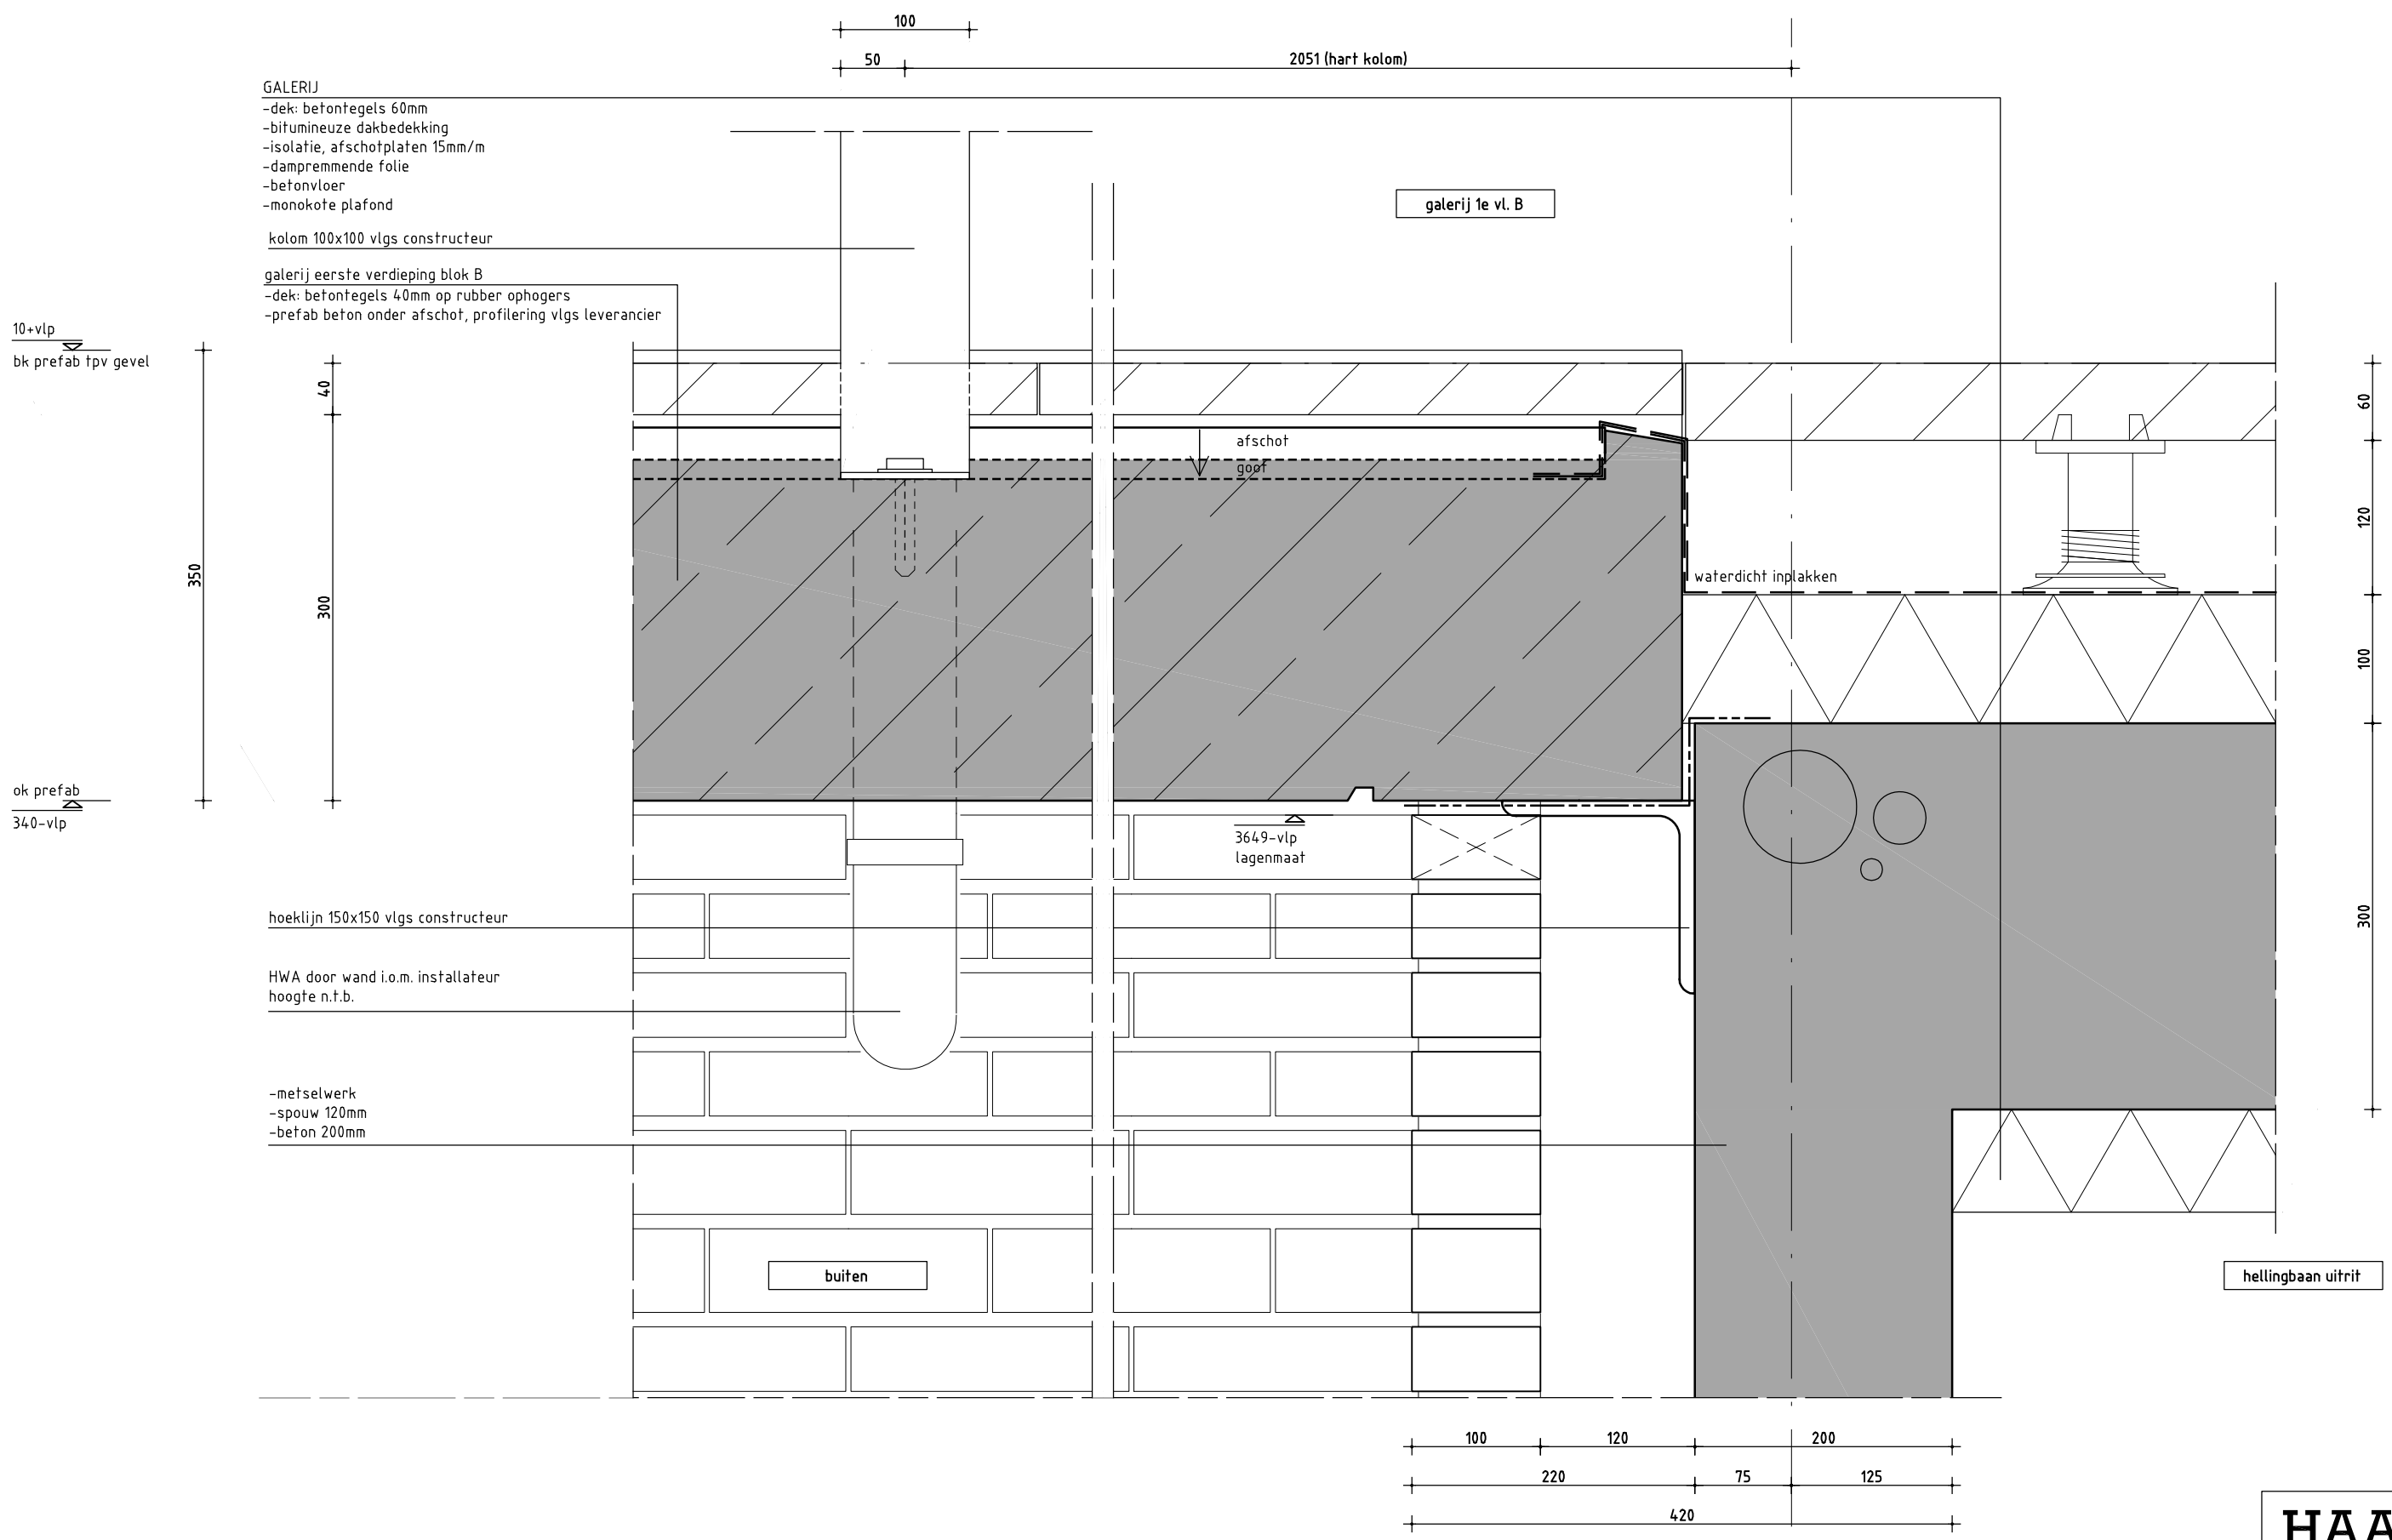 100
50
2051 (hart kolom)
GALERIJ
-dek: betontegels 60mm
-bitumineuze dakbedekking
-isolatie, afschotplaten 15mm/m
-dampremmende folie
-betonvloer
-monokote plafond
galerij 1e vl. B
kolom 100x100 vlgs constructeur
galerij eerste verdieping blok B
-dek: betontegels 40mm op rubber ophogers
-prefab beton onder afschot, profilering vlgs leverancier
10+vlp
bk prefab tpv gevel
40
60
afschot
goot
120
350
waterdicht inplakken
300
100
ok prefab
340-vlp
3649-vlp
lagenmaat
hoeklijn 150x150 vlgs constructeur
300
HWA door wand i.o.m. installateur
hoogte n.t.b.
-metselwerk
-spouw 120mm
-beton 200mm
buiten
hellingbaan uitrit
100
120
200
220
75
125
420
HAA